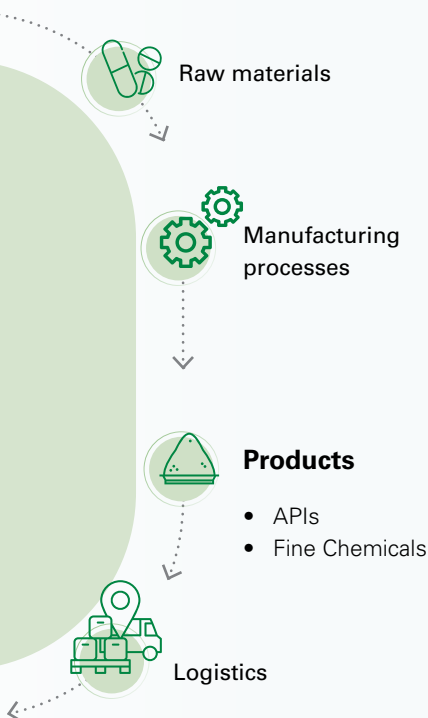 Raw materials
Manufacturing
processes
Products
• APIs
• Fine Chemicals
Logistics